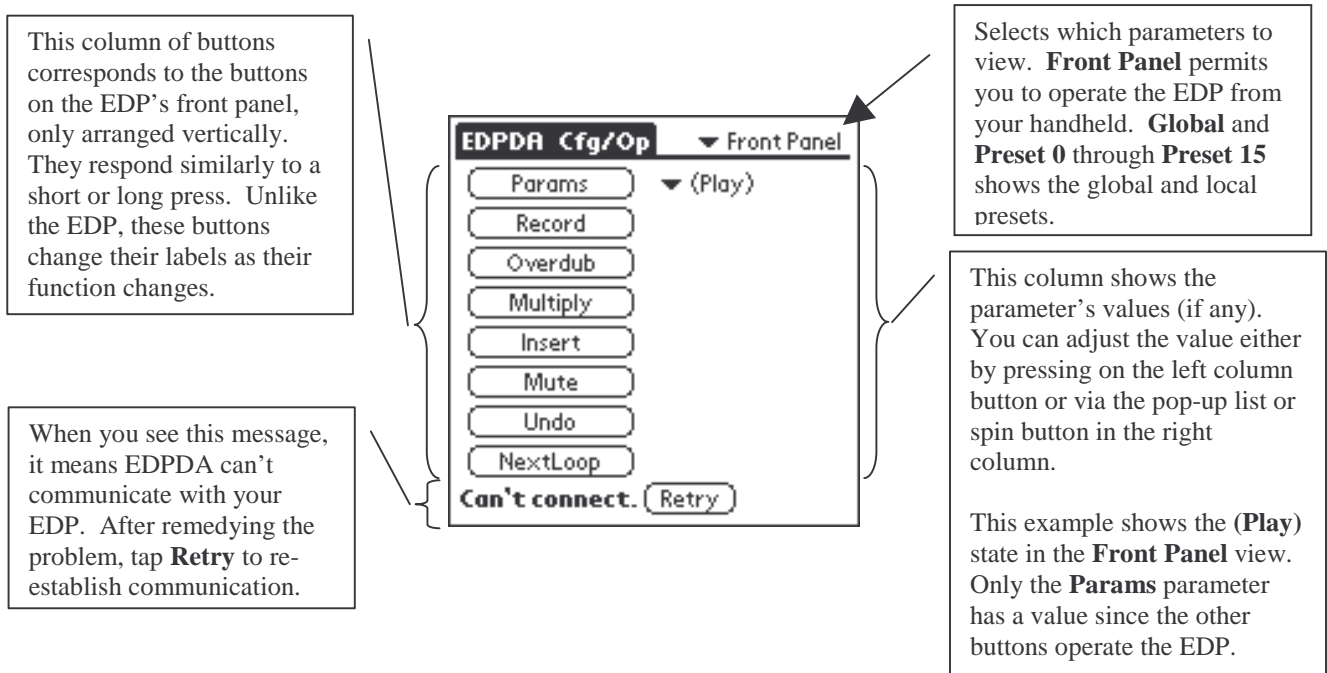 This column of buttons
corresponds to the buttons
on the EDP's front panel,
only arranged vertically.
They respond similarly to a
short or long press.  Unlike
the EDP, these buttons
change their labels as their
function changes.
When you see this message,
it means EDPDA can't
communicate with your
EDP.  After remedying the
problem, tap Retry to re-
establish communication.
EDPDA Cfg/Op
Front Panel
Params
(Play)
Record
Overdub
Multiply
Insert
Mute
Undo
NextLoop
Can't connect.
Retry
Selects which parameters to
view.  Front Panel permits
you to operate the EDP from
your handheld.  Global and
Preset 0 through Preset 15
shows the global and local
presets.
This column shows the
parameter's values (if any).
You can adjust the value either
by pressing on the left column
button or via the pop-up list or
spin button in the right
column.
This example shows the (Play)
state in the Front Panel view.
Only the Params parameter
has a value since the other
buttons operate the EDP.